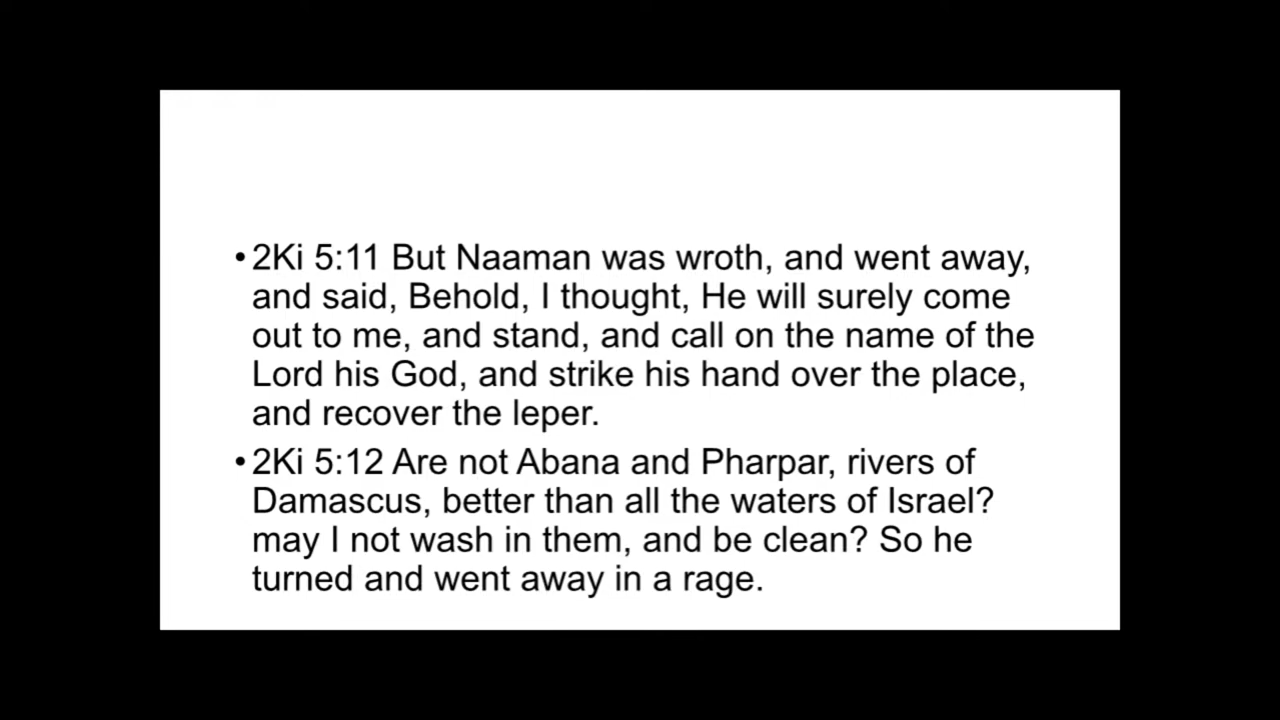 • 2Ki 5:11 But Naaman was wroth, and went away,
and said, Behold, I thought, He will surely come
out to me, and stand, and call on the name of the
Lord his God, and strike his hand over the place,
and recover the leper.
• 2Ki 5:12 Are not Abana and Pharpar, rivers of
Damascus, better than all the waters of Israel?
may I not wash in them, and be clean? So he
turned and went away in a rage.